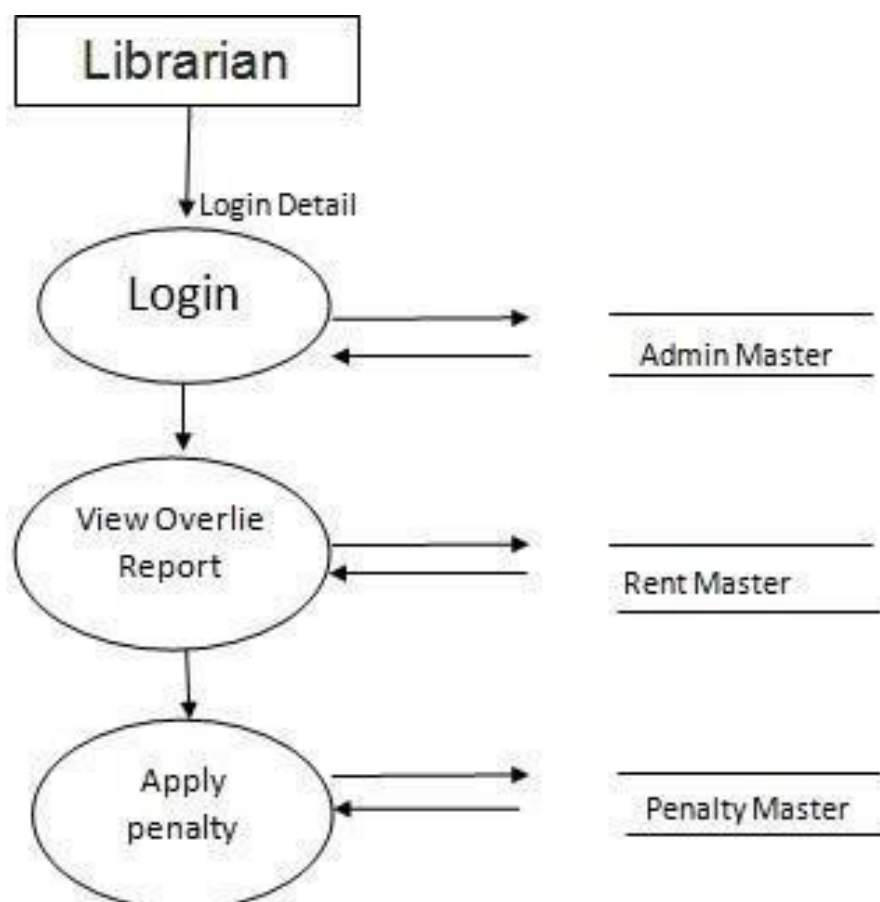 Librarian
Login Detail
Login
Admin Master
View Overlie
Report
Rent Master
Apply
penalty
Penalty Master